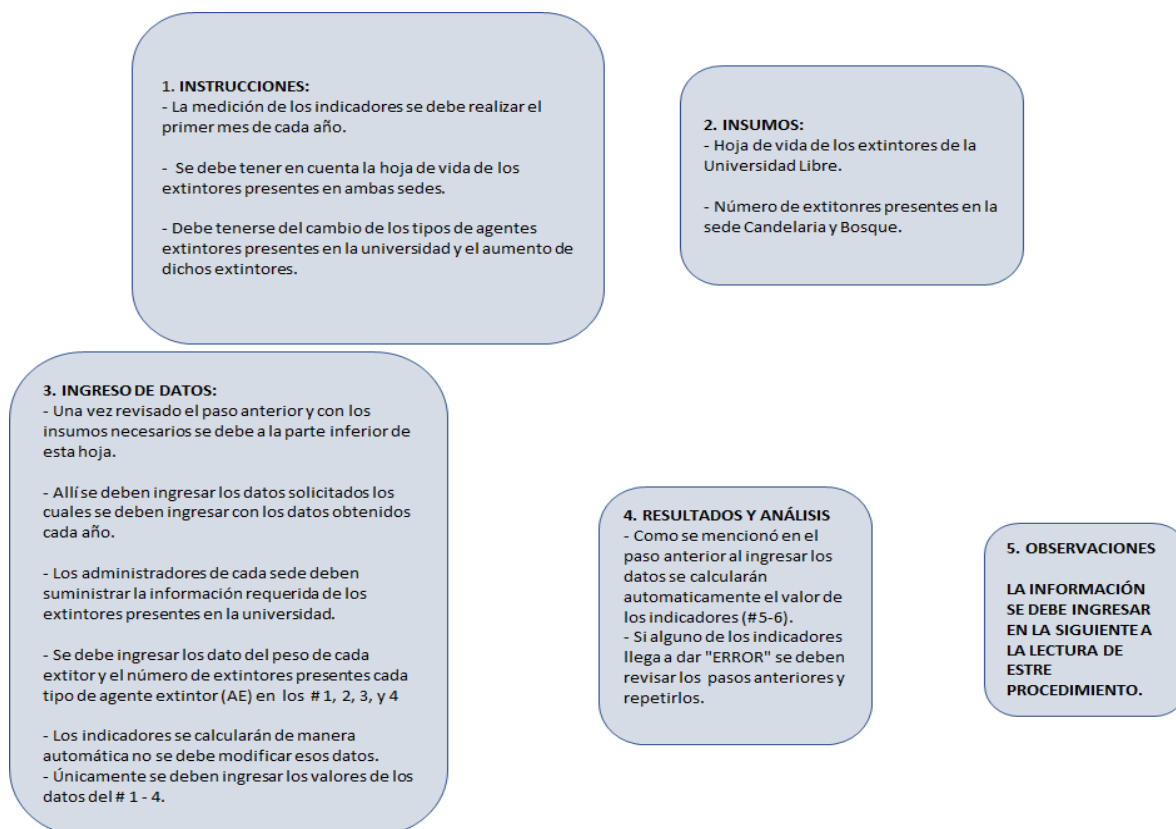 1. INSTRUCCIONES:
- La medición de los indicadores se debe realizar el
primer mes de cada año.
- Se debe tener en cuenta la hoja de vida de los
extintores presentes en ambas sedes.
- Debe tenerse del cambio de los tipos de agentes
extintores presentes en la universidad y el aumento de
dichos extintores.
2. INSUMOS:
- Hoja de vida de los extintores de la
Universidad Libre.
- Número de extitonres presentes en la
sede Candelaria y Bosque.
3. INGRESO DE DATOS:
- Una vez revisado el paso anterior y con los
insumos necesarios se debe a la parte inferior de
esta hoja.
- Allí se deben ingresar los datos solicitados los
cuales se deben ingresar con los datos obtenidos
cada año.
- Los administradores de cada sede deben
suministrar la información requerida de los
extintores presentes en la universidad.
- Se debe ingresar los dato del peso de cada
extitor y el número de extintores presentes cada
tipo de agente extintor (AE) en los # 1, 2, 3, y 4
- Los indicadores se calcularán de manera
automática no se debe modificar esos datos.
- Únicamente se deben ingresar los valores de los
datos del # 1 - 4.
4. RESULTADOS Y ANÁLISIS
- Como se mencionó en el
paso anterior al ingresar los
datos se calcularán
automaticamente el valor de
los indicadores (#5-6).
- Si alguno de los indicadores
llega a dar "ERROR" se deben
revisar los pasos anteriores y
repetirlos.
5. OBSERVACIONES
LA INFORMACIÓN
SE DEBE INGRESAR
EN LA SIGUIENTE A
LA LECTURA DE
ESTRE
PROCEDIMIENTO.